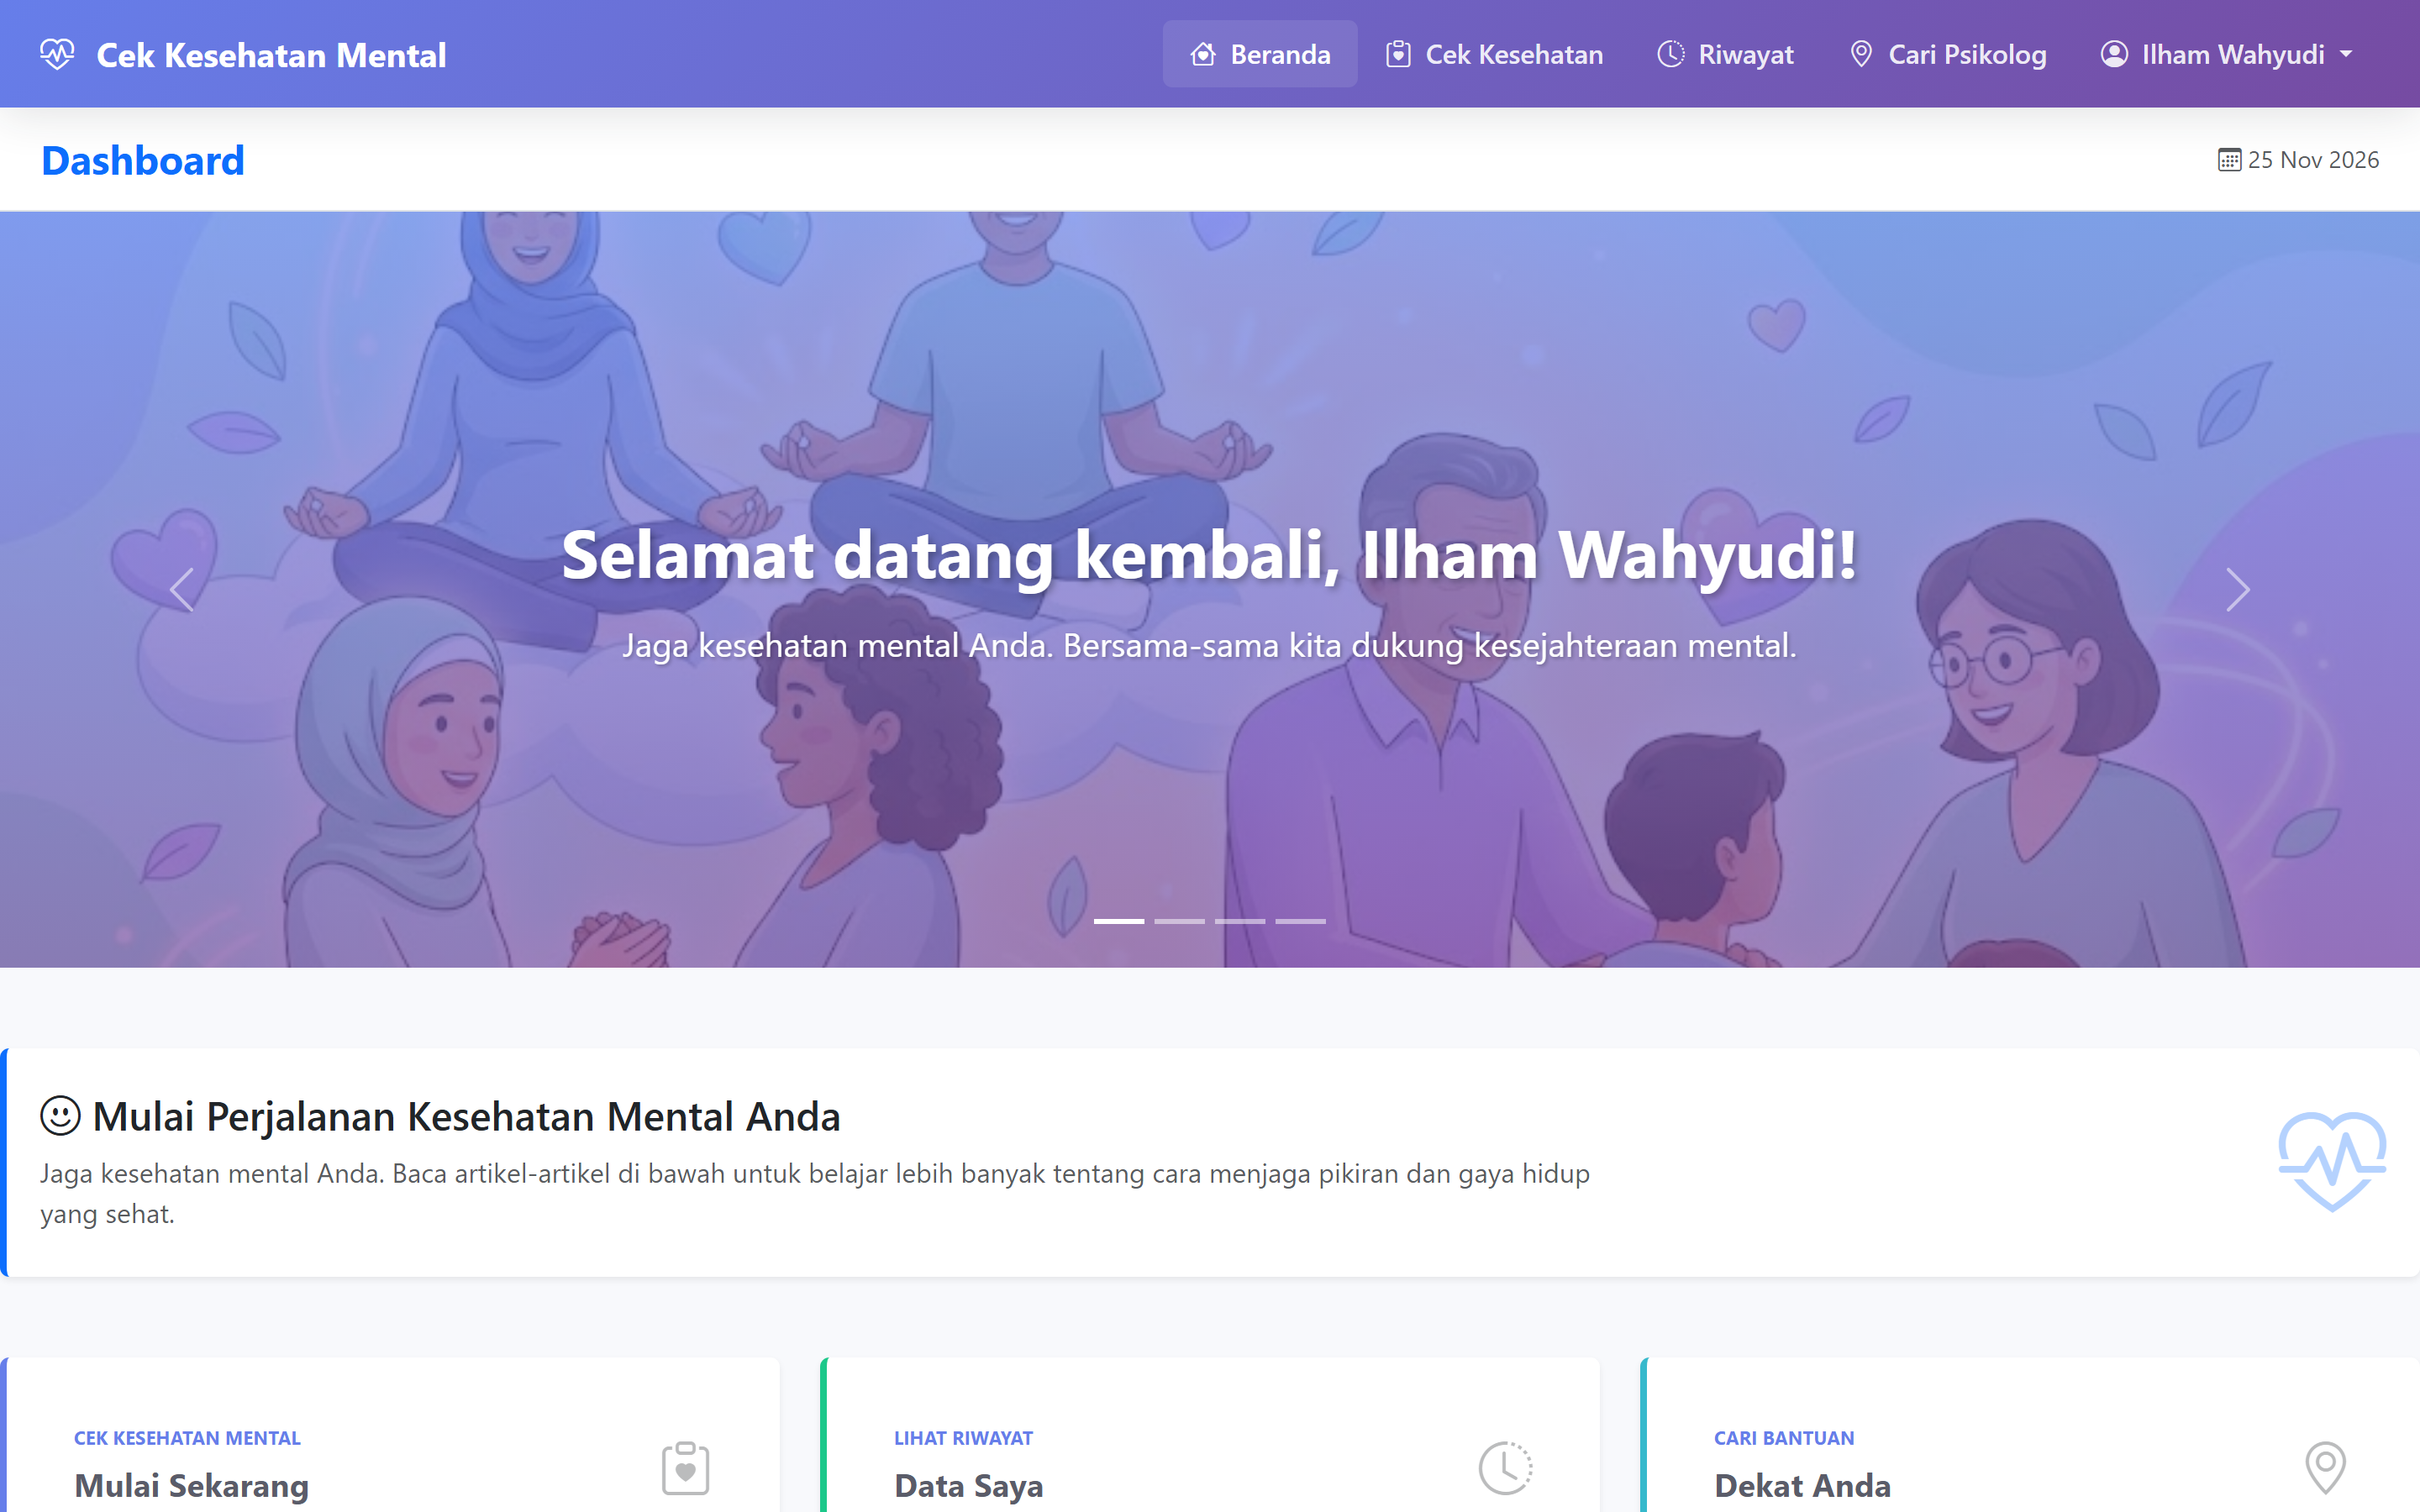 Cek Kesehatan Mental
Beranda
Cek Kesehatan
Riwayat
Cari Psikolog
Ilham Wahyudi
Dashboard
25 Nov 2026
Selamat datang kembali, Ilham Wahyudi!
Jaga kesehatan mental Anda. Bersama-sama kita dukung kesejahteraan mental.
Mulai Perjalanan Kesehatan Mental Anda
Jaga kesehatan mental Anda. Baca artikel-artikel di bawah untuk belajar lebih banyak tentang cara menjaga pikiran dan gaya hidup
yang sehat.
CEK KESEHATAN MENTAL
Mulai Sekarang
LIHAT RIWAYAT
Data Saya
CARI BANTUAN
Dekat Anda